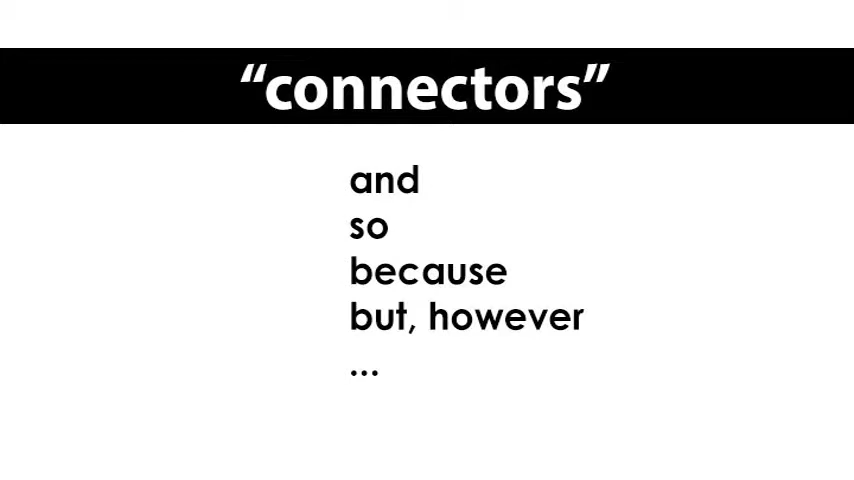 “connectors”
and
so
because
but, however
...